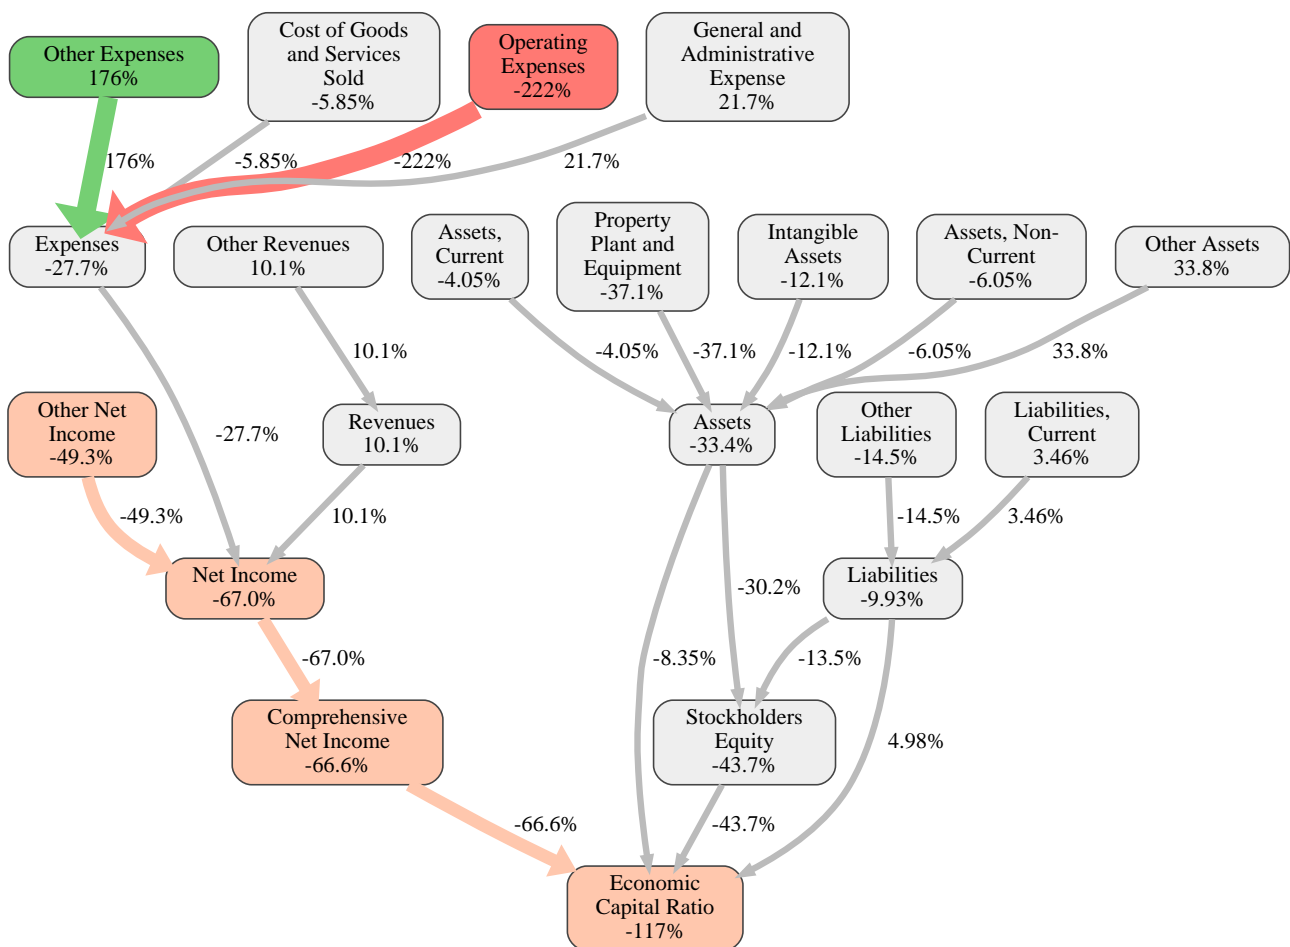 Other Expenses
176%
Cost of Goods
and Services
Sold
-5.85%
Operating
Expenses
-222%
General and
Administrative
Expense
21.7%
176%
-5.85%
-222%
21.7%
Expenses
-27.7%
Other Revenues
10.1%
Assets,
Current
-4.05%
Property
Plant and
Equipment
-37.1%
Intangible
Assets
-12.1%
Assets, Non-
Current
-6.05%
Other Assets
33.8%
10.1%
-4.05%
-37.1%
-12.1%
-6.05%
33.8%
Other Net
Income
-49.3%
-27.7%
Revenues
10.1%
Assets
-33.4%
Other
Liabilities
-14.5%
Liabilities,
Current
3.46%
-49.3%
10.1%
-14.5%
3.46%
Net Income
-67.0%
-30.2%
Liabilities
-9.93%
-67.0%
-8.35%
-13.5%
Comprehensive
Net Income
-66.6%
Stockholders
Equity
-43.7%
4.98%
-66.6%
-43.7%
Economic
Capital Ratio
-117%